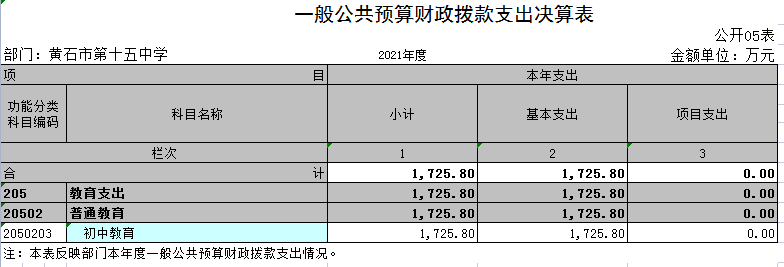 一般公共预算财政拨款支出决算表
公开05表
部门：黄石市第十五中学 2021年度 金额单位：万元
项 目 本年支出
功能分类科目编码 科目名称 小计 基本支出 项目支出
栏次 1 2 3
合 计 1,725.80 1,725.80 0.00
205 教育支出 1,725.80 1,725.80 0.00
20502 普通教育 1,725.80 1,725.80 0.00
2050203 初中教育 1,725.80 1,725.80 0.00
注：本表反映部门本年度一般公共预算财政拨款支出情况。